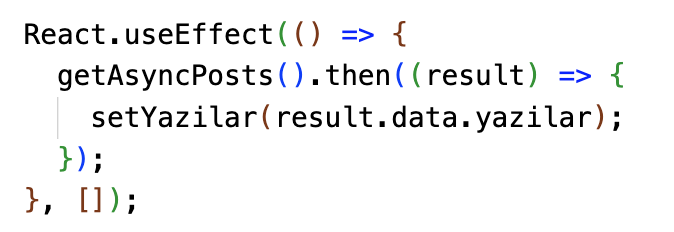 React.useEffect(() => {
  getAsyncPosts().then((result) => {
    setYazilar(result.data.yazilar);
  });
}, []);